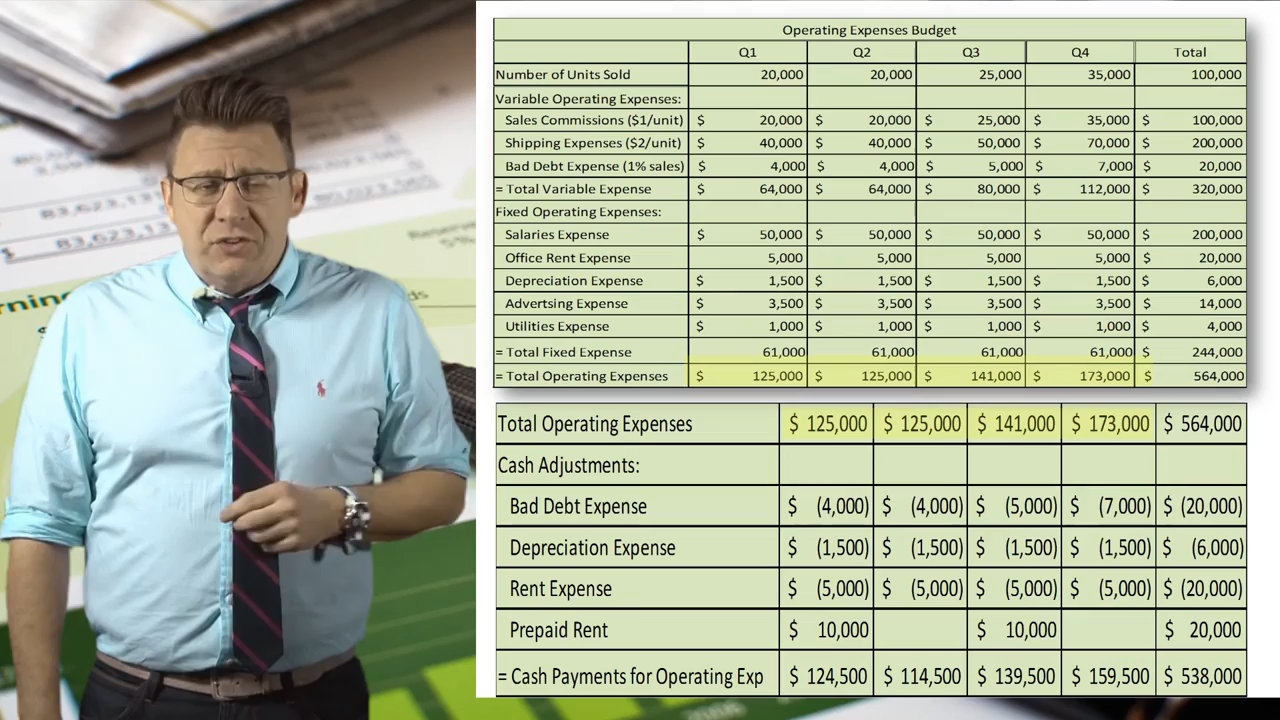 Operating Expenses Budget
Q1 Q2 Q3 Q4 Total
Number of Units Sold 20,000 20,000 25,000 35,000 100,000
Variable Operating Expenses:
Sales Commissions ($1/unit) $ 20,000 $ 20,000 $ 25,000 $ 35,000 $ 100,000
Shipping Expenses ($2/unit) $ 40,000 $ 40,000 $ 50,000 $ 70,000 $ 200,000
Bad Debt Expense (1% sales) $ 4,000 $ 4,000 $ 5,000 $ 7,000 $ 20,000
= Total Variable Expense $ 64,000 $ 64,000 $ 80,000 $ 112,000 $ 320,000
Fixed Operating Expenses:
Salaries Expense $ 50,000 $ 50,000 $ 50,000 $ 50,000 $ 200,000
Office Rent Expense 5,000 5,000 5,000 5,000 $ 20,000
Depreciation Expense $ 1,500 $ 1,500 $ 1,500 $ 1,500 $ 6,000
Advertsing Expense $ 3,500 $ 3,500 $ 3,500 $ 3,500 $ 14,000
Utilities Expense $ 1,000 $ 1,000 $ 1,000 $ 1,000 $ 4,000
= Total Fixed Expense 61,000 61,000 61,000 61,000 $ 244,000
= Total Operating Expenses $ 125,000 $ 125,000 $ 141,000 $ 173,000 $ 564,000
Total Operating Expenses $ 125,000 $ 125,000 $ 141,000 $ 173,000 $ 564,000
Cash Adjustments:
Bad Debt Expense $ (4,000) $ (4,000) $ (5,000) $ (7,000) $ (20,000)
Depreciation Expense $ (1,500) $ (1,500) $ (1,500) $ (1,500) $ (6,000)
Rent Expense $ (5,000) $ (5,000) $ (5,000) $ (5,000) $ (20,000)
Prepaid Rent $ 10,000 $ 10,000 $ 20,000
= Cash Payments for Operating Exp $ 124,500 $ 114,500 $ 139,500 $ 159,500 $ 538,000